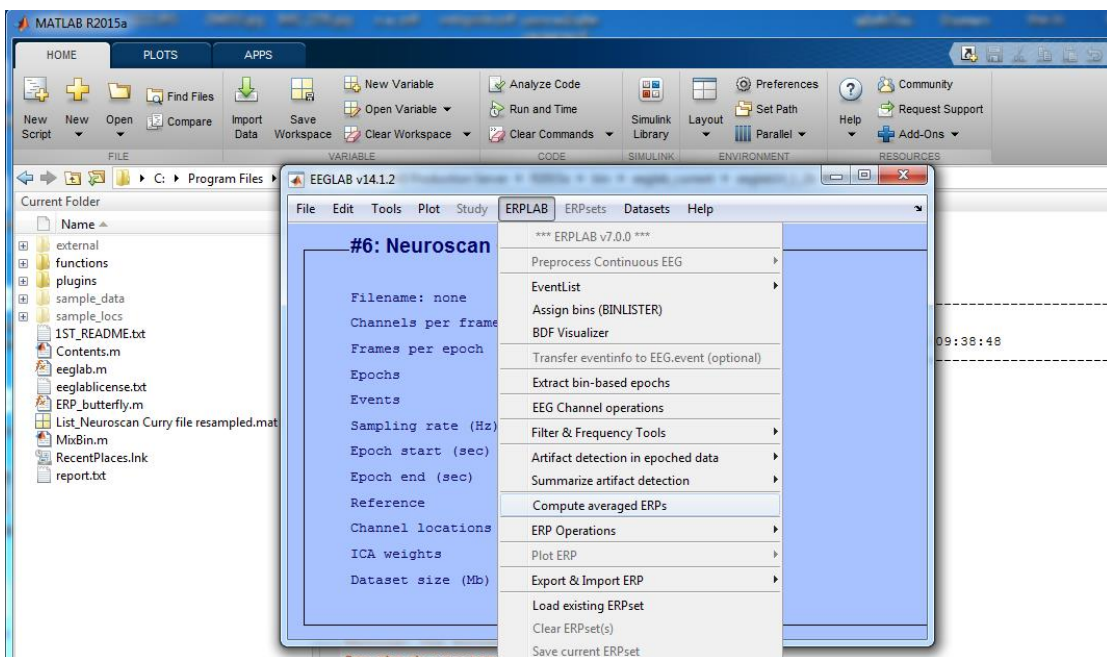 MATLAB R2015a
HOME PLOTS APPS
New Script
New
Open
Find Files
Compare
Import Data
Save Workspace
New Variable
Open Variable
Clear Workspace
Analyze Code
Run and Time
Clear Commands
Simulink Library
Layout
Preferences
Set Path
Parallel
Help
Community
Request Support
Add-Ons
FILE VARIABLE CODE SIMULINK ENVIRONMENT RESOURCES
C: Program Files
Current Folder
Name
external
functions
plugins
sample_data
sample_locs
1ST_README.txt
Contents.m
eeglab.m
eeglablicense.txt
ERP_butterfly.m
List_Neuroscan Curry file resampled.mat
MixBin.m
RecentPlaces.lnk
report.txt
EEGLAB v14.1.2
File Edit Tools Plot Study ERPLAB ERPsets Datasets Help
#6: Neuroscan
Filename: none
Channels per frame
Frames per epoch
Epochs
Events
Sampling rate (Hz)
Epoch start (sec)
Epoch end (sec)
Reference
Channel locations
ICA weights
Dataset size (Mb)
*** ERPLAB v7.0.0 ***
Preprocess Continuous EEG
EventList
Assign bins (BINLISTER)
BDF Visualizer
Transfer eventinfo to EEG.event (optional)
Extract bin-based epochs
EEG Channel operations
Filter & Frequency Tools
Artifact detection in epoched data
Summarize artifact detection
Compute averaged ERPs
ERP Operations
Plot ERP
Export & Import ERP
Load existing ERPset
Clear ERPset(s)
Save current ERPset
09:38:48